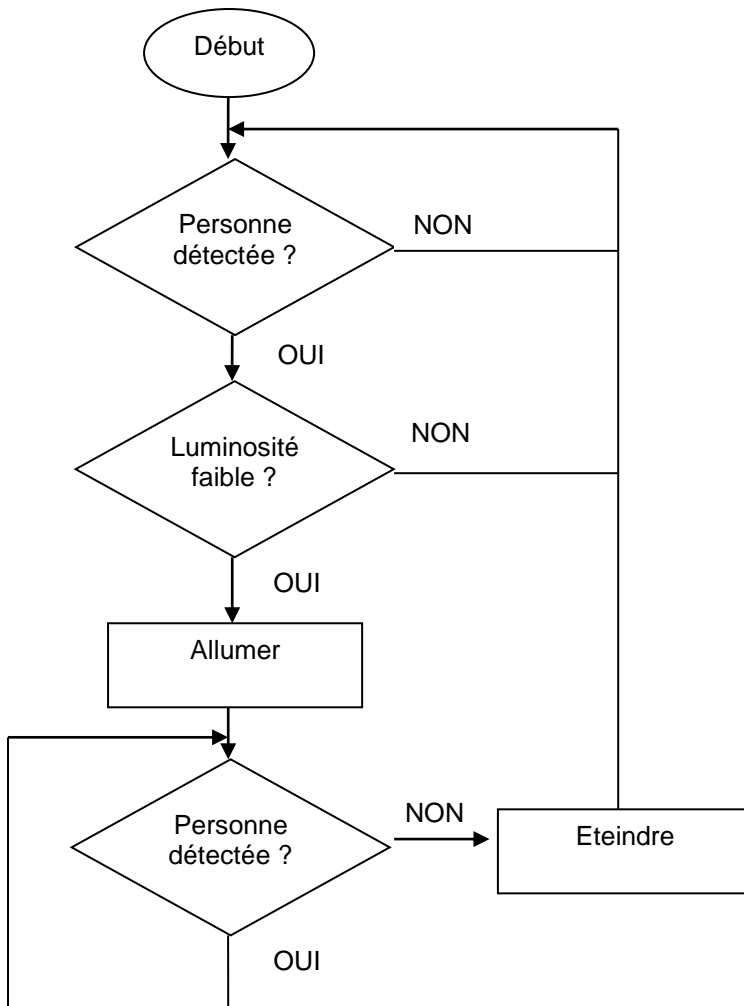 Début
Personne
détectée ?
NON
OUI
Luminosité
faible ?
NON
OUI
Allumer
Personne
détectée ?
NON
Eteindre
OUI